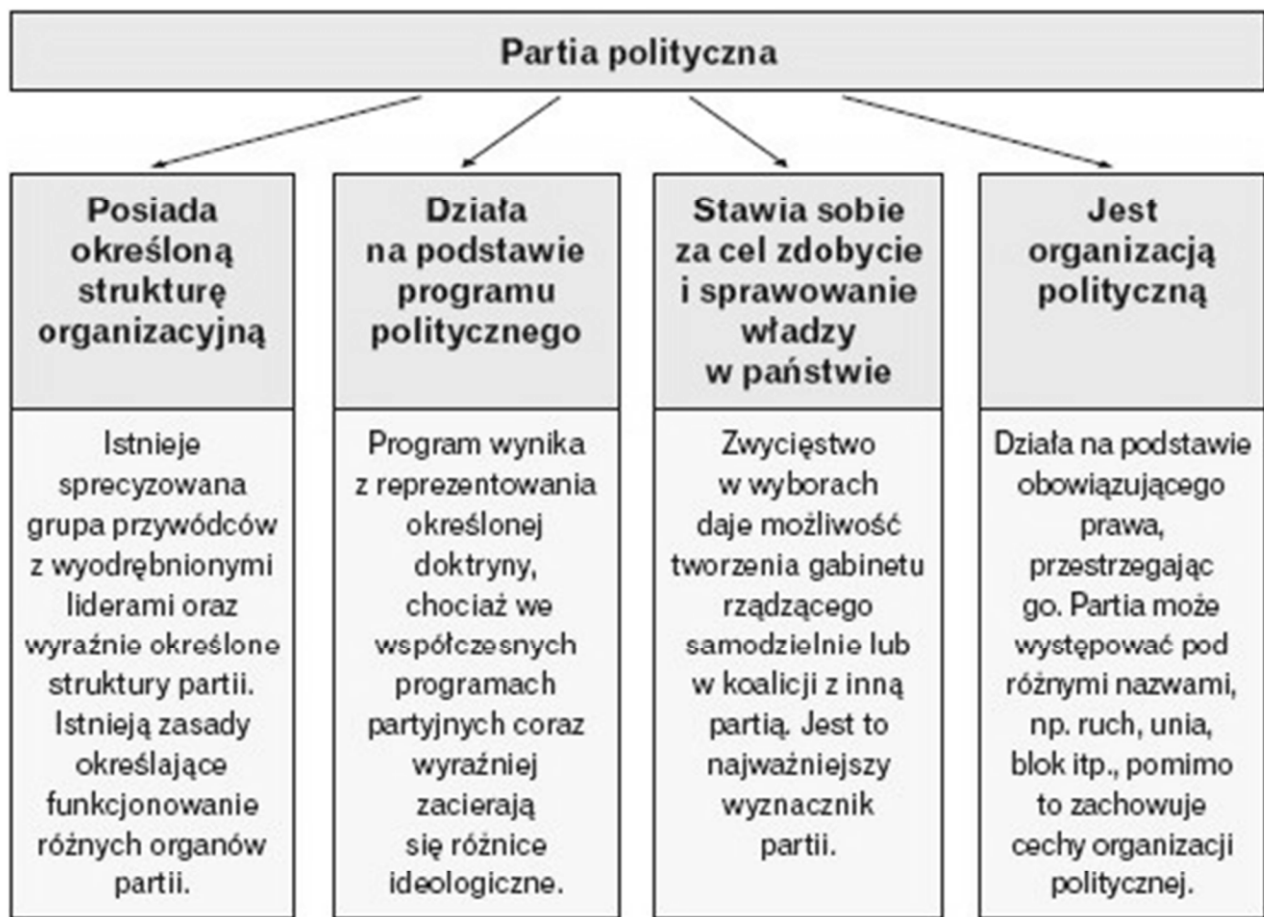 Partia polityczna
Posiada
określoną
strukturę
organizacyjną
Istnieje
sprecyzowana
grupa przywódców
z wyodrębnionymi
liderami oraz
wyraźnie określone
struktury partii.
Istnieją zasady
określające
funkcjonowanie
różnych organów
partii.
Działa
na podstawie
programu
politycznego
Program wynika
z reprezentowania
określonej
doktryny,
chociaż we
współczesnych
programach
partyjnych coraz
wyraźniej
zacierają
się różnice
ideologiczne.
Stawia sobie
za cel zdobycie
i sprawowanie
władzy
w państwie
Zwycięstwo
w wyborach
daje możliwość
tworzenia gabinetu
rządzącego
samodzielnie lub
w koalicji z inną
partią. Jest to
najważniejszy
wyznacznik
partii.
Jest
organizacją
polityczną
Działa na podstawie
obowiązującego
prawa,
przestrzegając
go. Partia może
występować pod
różnymi nazwami,
np. ruch, unia,
blok itp., pomimo
to zachowuje
cechy organizacji
politycznej.